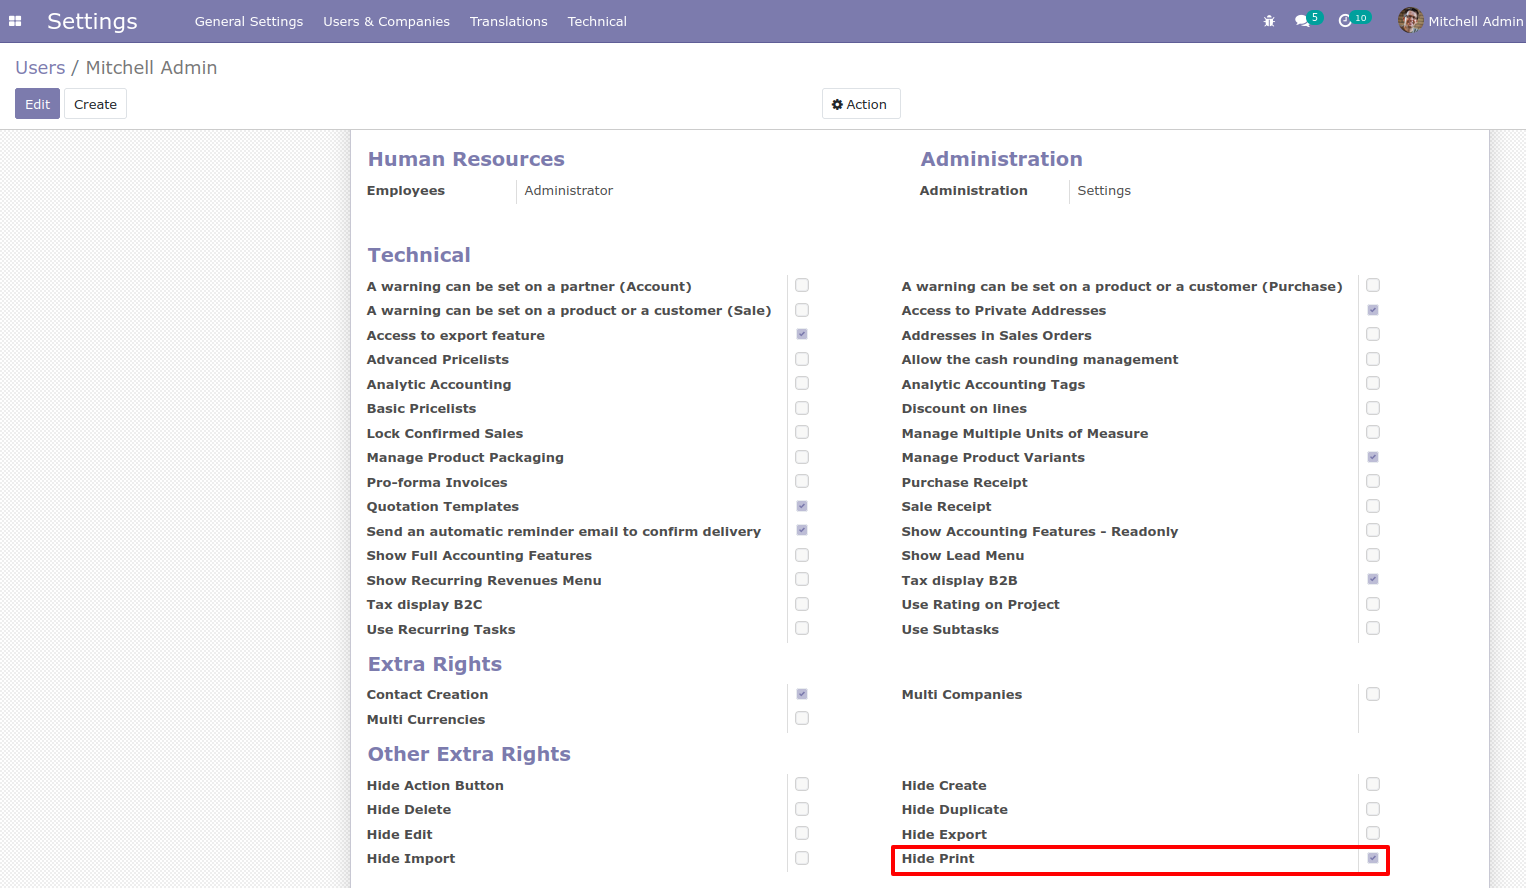 Settings General Settings Users & Companies Translations Technical 5 10 Mitchell Admin
Users / Mitchell Admin
Edit Create Action
Human Resources Administration
Employees Administrator Administration Settings
Technical
A warning can be set on a partner (Account) A warning can be set on a product or a customer (Purchase)
A warning can be set on a product or a customer (Sale) Access to Private Addresses
Access to export feature Addresses in Sales Orders
Advanced Pricelists Allow the cash rounding management
Analytic Accounting Analytic Accounting Tags
Basic Pricelists Discount on lines
Lock Confirmed Sales Manage Multiple Units of Measure
Manage Product Packaging Manage Product Variants
Pro-forma Invoices Purchase Receipt
Quotation Templates Sale Receipt
Send an automatic reminder email to confirm delivery Show Accounting Features - Readonly
Show Full Accounting Features Show Lead Menu
Show Recurring Revenues Menu Tax display B2B
Tax display B2C Use Rating on Project
Use Recurring Tasks Use Subtasks
Extra Rights
Contact Creation Multi Companies
Multi Currencies
Other Extra Rights
Hide Action Button Hide Create
Hide Delete Hide Duplicate
Hide Edit Hide Export
Hide Import Hide Print